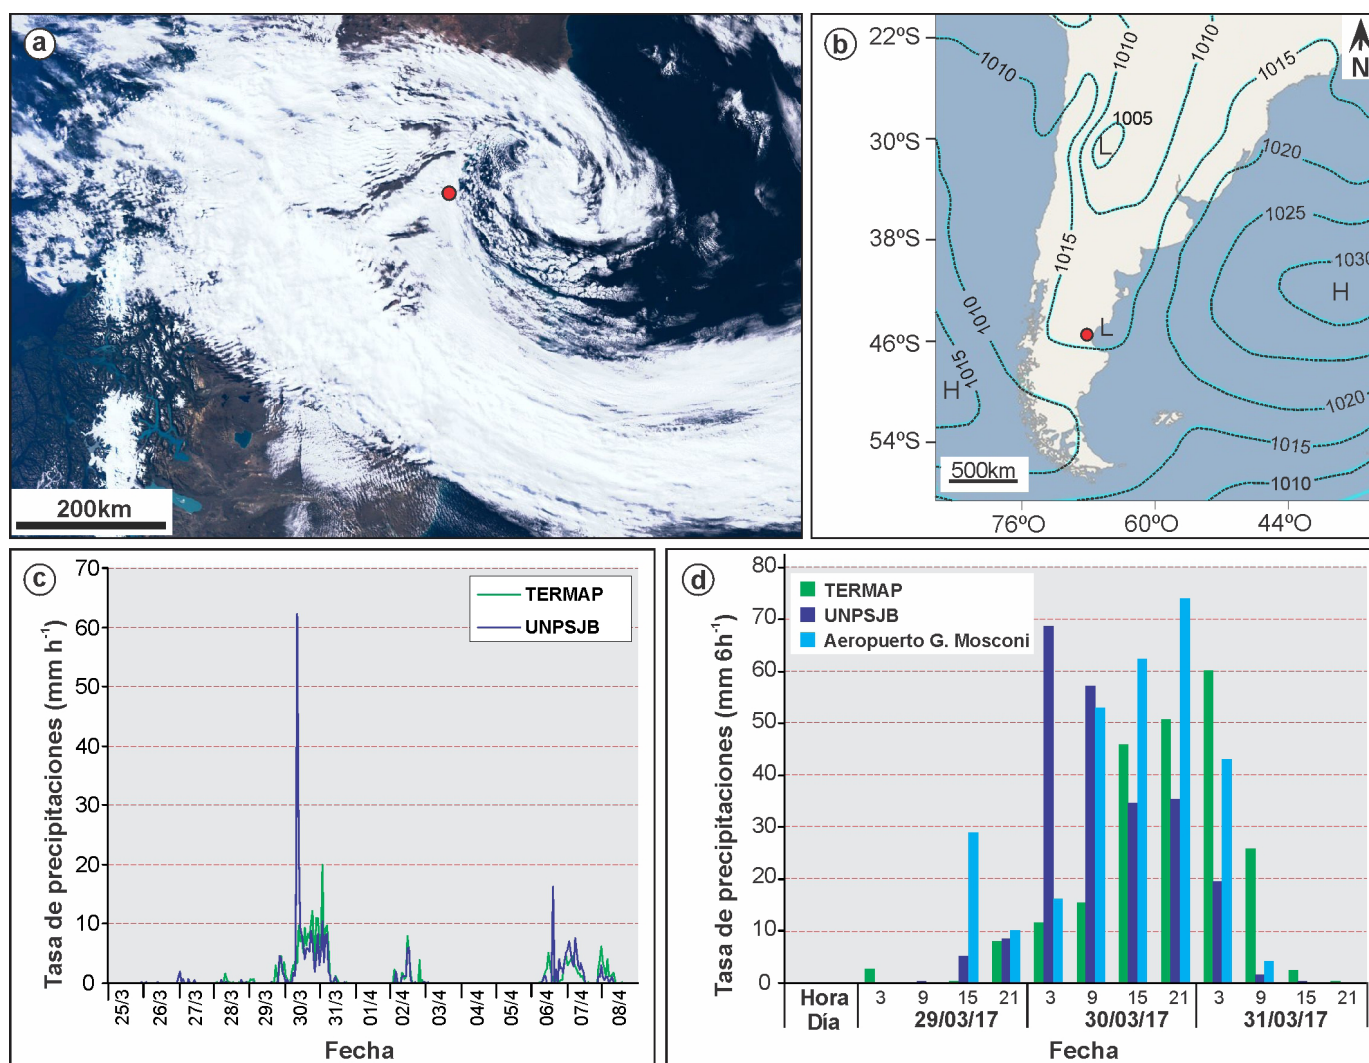 a
200km
b
22ºS
30ºS
38ºS
46ºS
54ºS
1010
1010
1010
1015
1005
L
1020
1025
1030
H
1015
L
1010
1015
H
1020
1015
1010
N
500km
76ºO
60ºO
44ºO
c
Tasa de precipitaciones (mm h⁻¹)
70
60
50
40
30
20
10
0
TERMAP
UNPSJB
25/3
26/3
27/3
28/3
29/3
30/3
31/3
01/4
02/4
04/4
04/4
05/4
06/4
07/4
08/4
Fecha
d
Tasa de precipitaciones (mm 6h⁻¹)
80
70
60
50
40
30
20
10
0
TERMAP
UNPSJB
Aeropuerto G. Mosconi
Hora 3 9 15 21 3 9 15 21 3 9 15 21
Día 29/03/17 30/03/17 31/03/17
Fecha